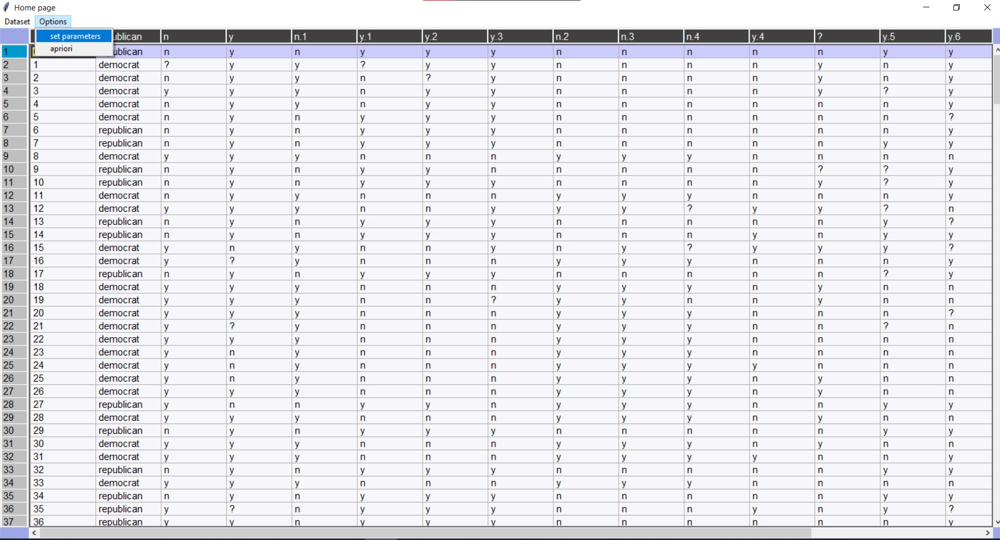 Home page
Dataset Options
set parameters
apriori
ublican n y n.1 y.1 y.2 y.3 n.2 n.3 n.4 y.4 ? y.5 y.6
1 ublican n y n y y y n n n n n y y
2 1 democrat ? y y ? y y n n n n y n y
3 2 democrat n y y n ? y n n n n y n y
4 3 democrat y y y n y y n n n n y ? y
5 4 democrat n y y n y y n n n n n n y
6 5 democrat n y n y y y n n n n n n ?
7 6 republican n y n y y y n n n n n n y
8 7 republican n y n y y y n n n n n y y
9 8 democrat y y y n n n y y y n n n n
10 9 republican n y n y y n n n n n ? ? y
11 10 republican n y n y y y n n n n y ? y
12 11 democrat n y y n n n y y y n n n y
13 12 democrat y y y n n y y y ? y y ? n
14 13 republican n y n y y y n n n n n y ?
15 14 republican n y n y y y n n n y n y y
16 15 democrat y n y n n y n y ? y y y ?
17 16 democrat y ? y n n n y y y n n n y
18 17 republican n y n y y y n n n n n ? y
19 18 democrat y y y n n n y y y n y n n
20 19 democrat y y y n n ? y y n n y n n
21 20 democrat y y y n n n y y y n n n ?
22 21 democrat y ? y n n n y y y n n ? n
23 22 democrat y y y n n n y y y n n n n
24 23 democrat y n y n n n y y y n n n n
25 24 democrat y n y n n n y y y y n n n
26 25 democrat y n y n n n y y y n y n n
27 26 democrat y y y n n n y y y n y n n
28 27 republican y n n y y n y y y n n y y
29 28 democrat y y y n n n y y y n y n n
30 29 republican n y n y y y n n n n n y y
31 30 democrat y y y n n n y y y n y n n
32 31 democrat y y y n n n y y y y n n y
33 32 republican n y n y y y n n n n n y y
34 33 democrat y y y n n n y y y n n n n
35 34 republican n y n y y y n n n n n y y
36 35 republican y ? n y y y n n n y n y ?
37 36 republican y y n y y y n n n n n n y